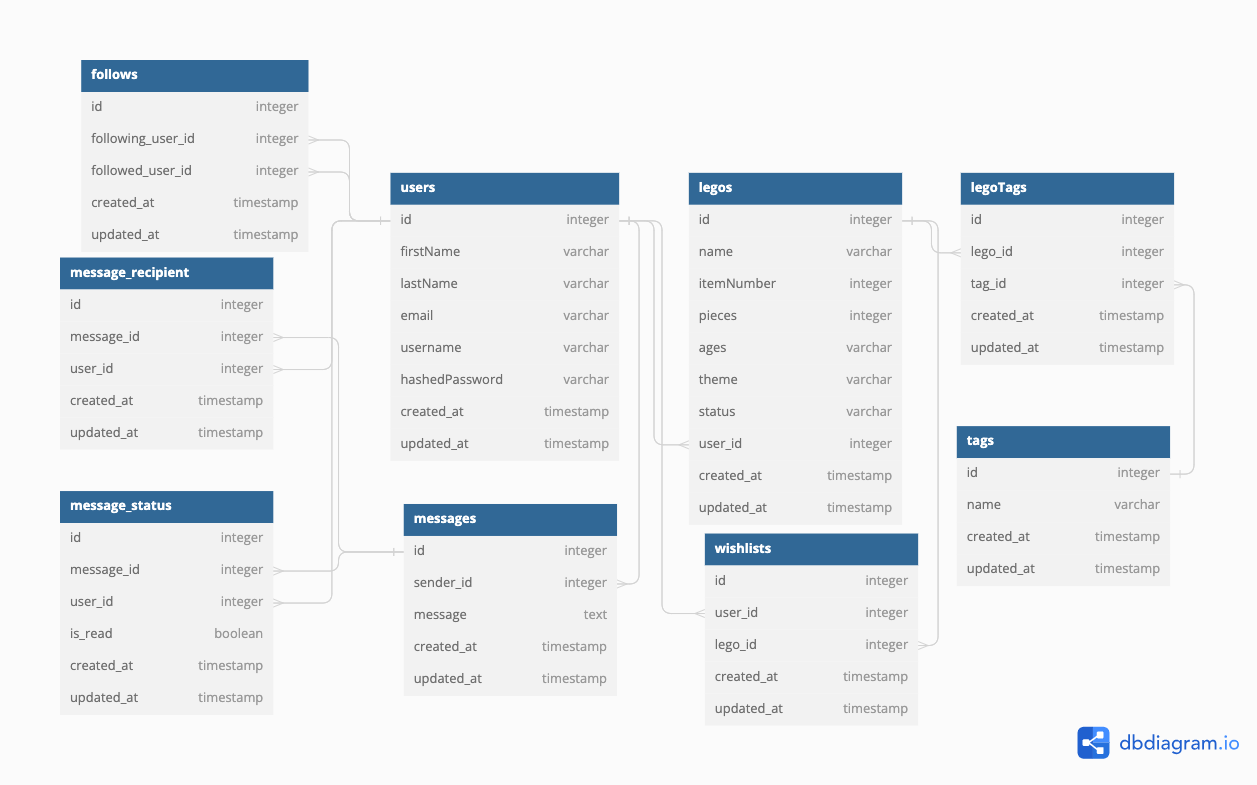 follows
id integer
following_user_id integer
followed_user_id integer
created_at timestamp
updated_at timestamp
message_recipient
id integer
message_id integer
user_id integer
created_at timestamp
updated_at timestamp
message_status
id integer
message_id integer
user_id integer
is_read boolean
created_at timestamp
updated_at timestamp
users
id integer
firstName varchar
lastName varchar
email varchar
username varchar
hashedPassword varchar
created_at timestamp
updated_at timestamp
messages
id integer
sender_id integer
message text
created_at timestamp
updated_at timestamp
legos
id integer
name varchar
itemNumber integer
pieces integer
ages varchar
theme varchar
status varchar
user_id integer
created_at timestamp
updated_at timestamp
wishlists
id integer
user_id integer
lego_id integer
created_at timestamp
updated_at timestamp
legoTags
id integer
lego_id integer
tag_id integer
created_at timestamp
updated_at timestamp
tags
id integer
name varchar
created_at timestamp
updated_at timestamp
dbdiagram.io